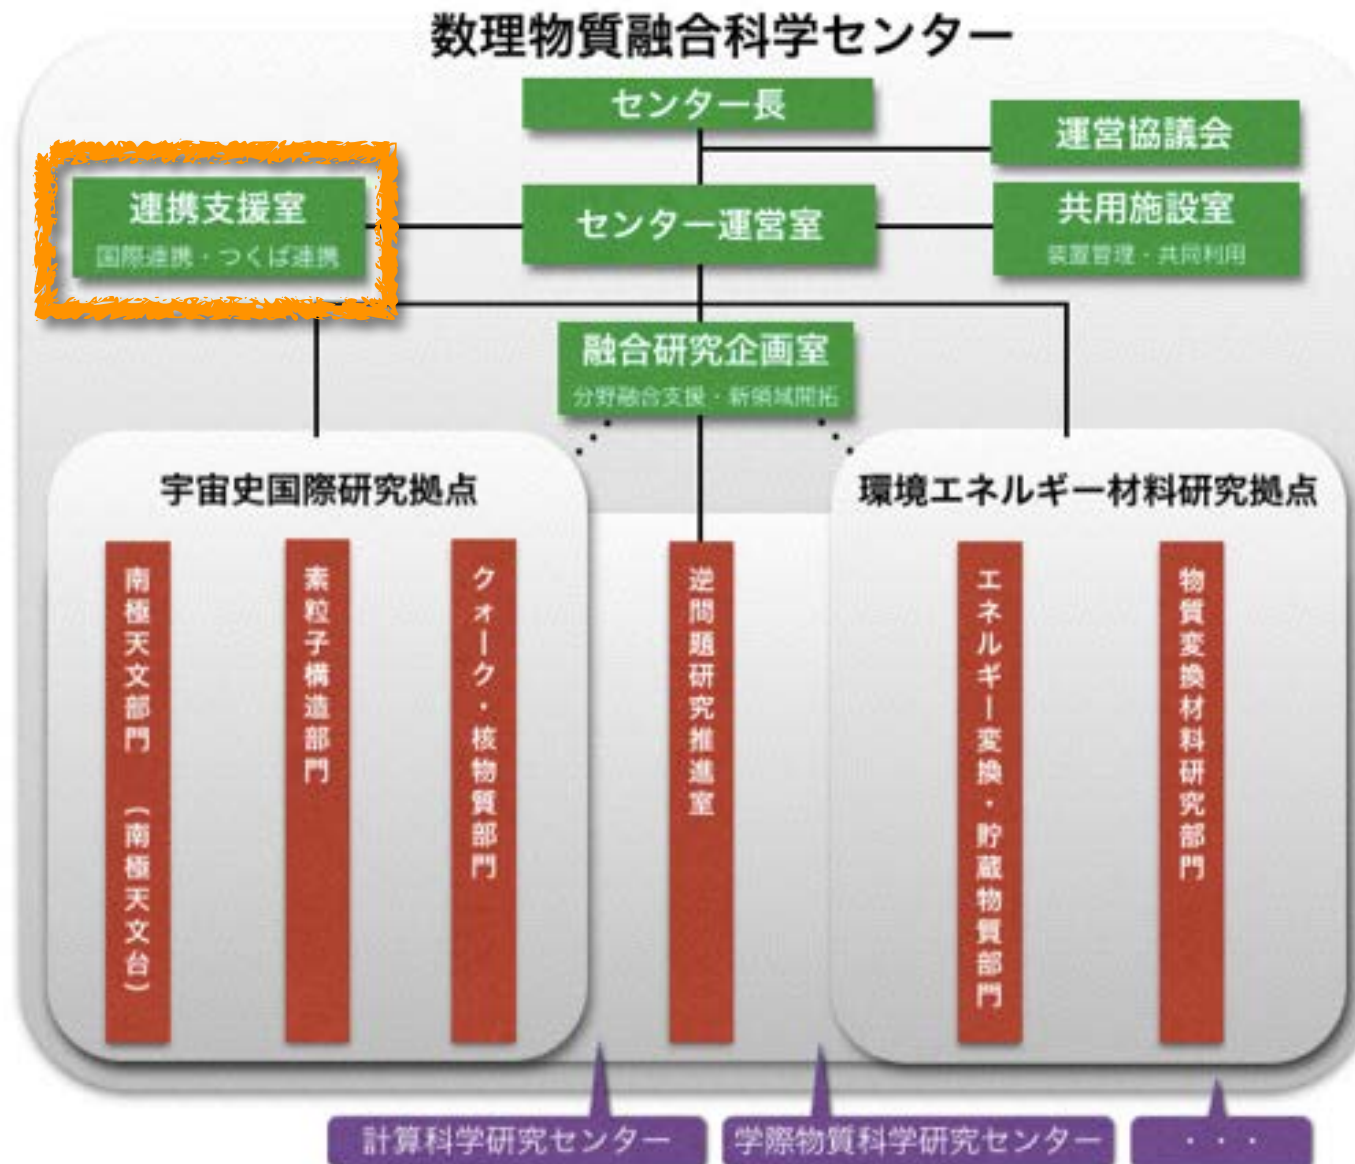 数理物質融合科学センター
センター長
運営協議会
連携支援室
国際連携・つくば連携
センター運営室
共用施設室
装置管理・共同利用
融合研究企画室
分野融合支援・新領域開拓
宇宙史国際研究拠点
環境エネルギー材料研究拠点
南極天文部門 （南極天文台）
素粒子構造部門
クォーク・核物質部門
逆問題研究推進室
エネルギー変換・貯蔵物質部門
物質変換材料研究部門
計算科学研究センター
学際物質科学研究センター
・・・